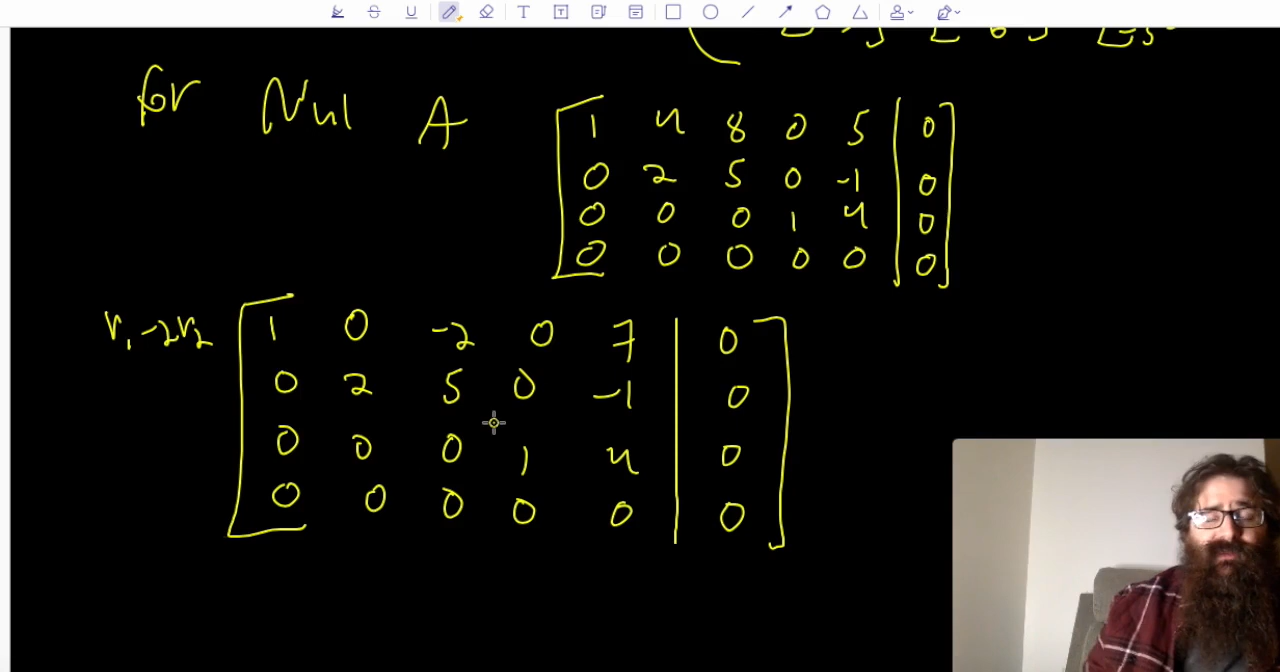 for Nul A
1 4 8 0 5 | 0
0 2 5 0 -1 | 0
0 0 0 1 4 | 0
0 0 0 0 0 | 0
r₁ -2r₂
1 0 -2 0 7 | 0
0 2 5 0 -1 | 0
0 0 0 1 4 | 0
0 0 0 0 0 | 0